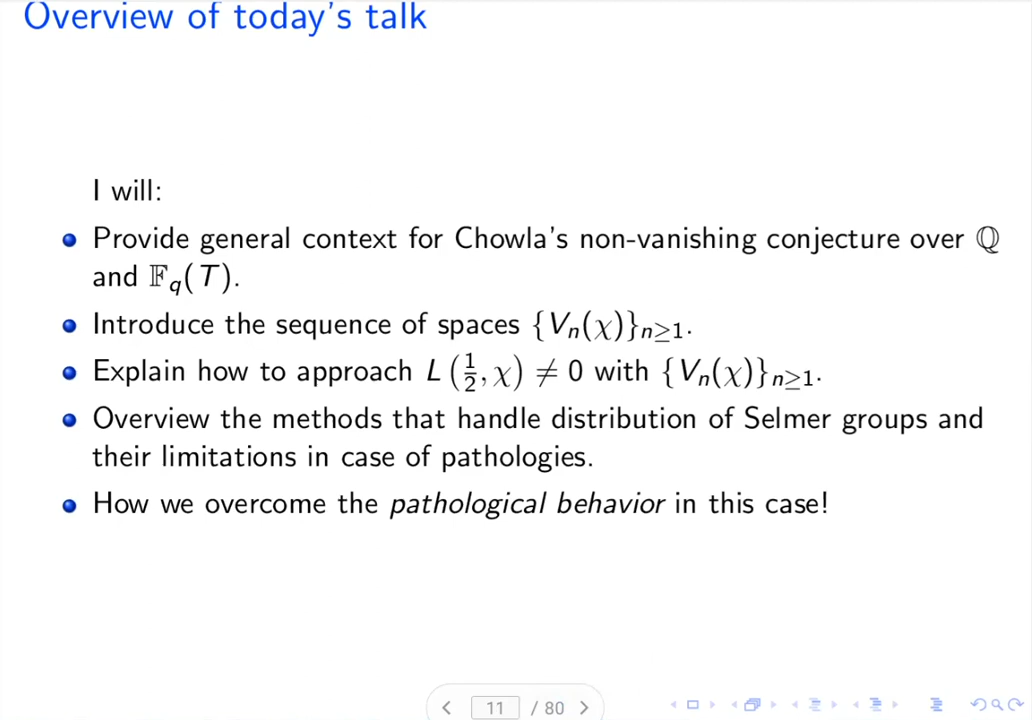 Overview of today's talk
I will:
Provide general context for Chowla's non-vanishing conjecture over ℚ
and 𝔽_q(T).
Introduce the sequence of spaces {V_n(χ)}_{n≥1}.
Explain how to approach L(1/2, χ) ≠ 0 with {V_n(χ)}_{n≥1}.
Overview the methods that handle distribution of Selmer groups and
their limitations in case of pathologies.
How we overcome the pathological behavior in this case!
11 / 80